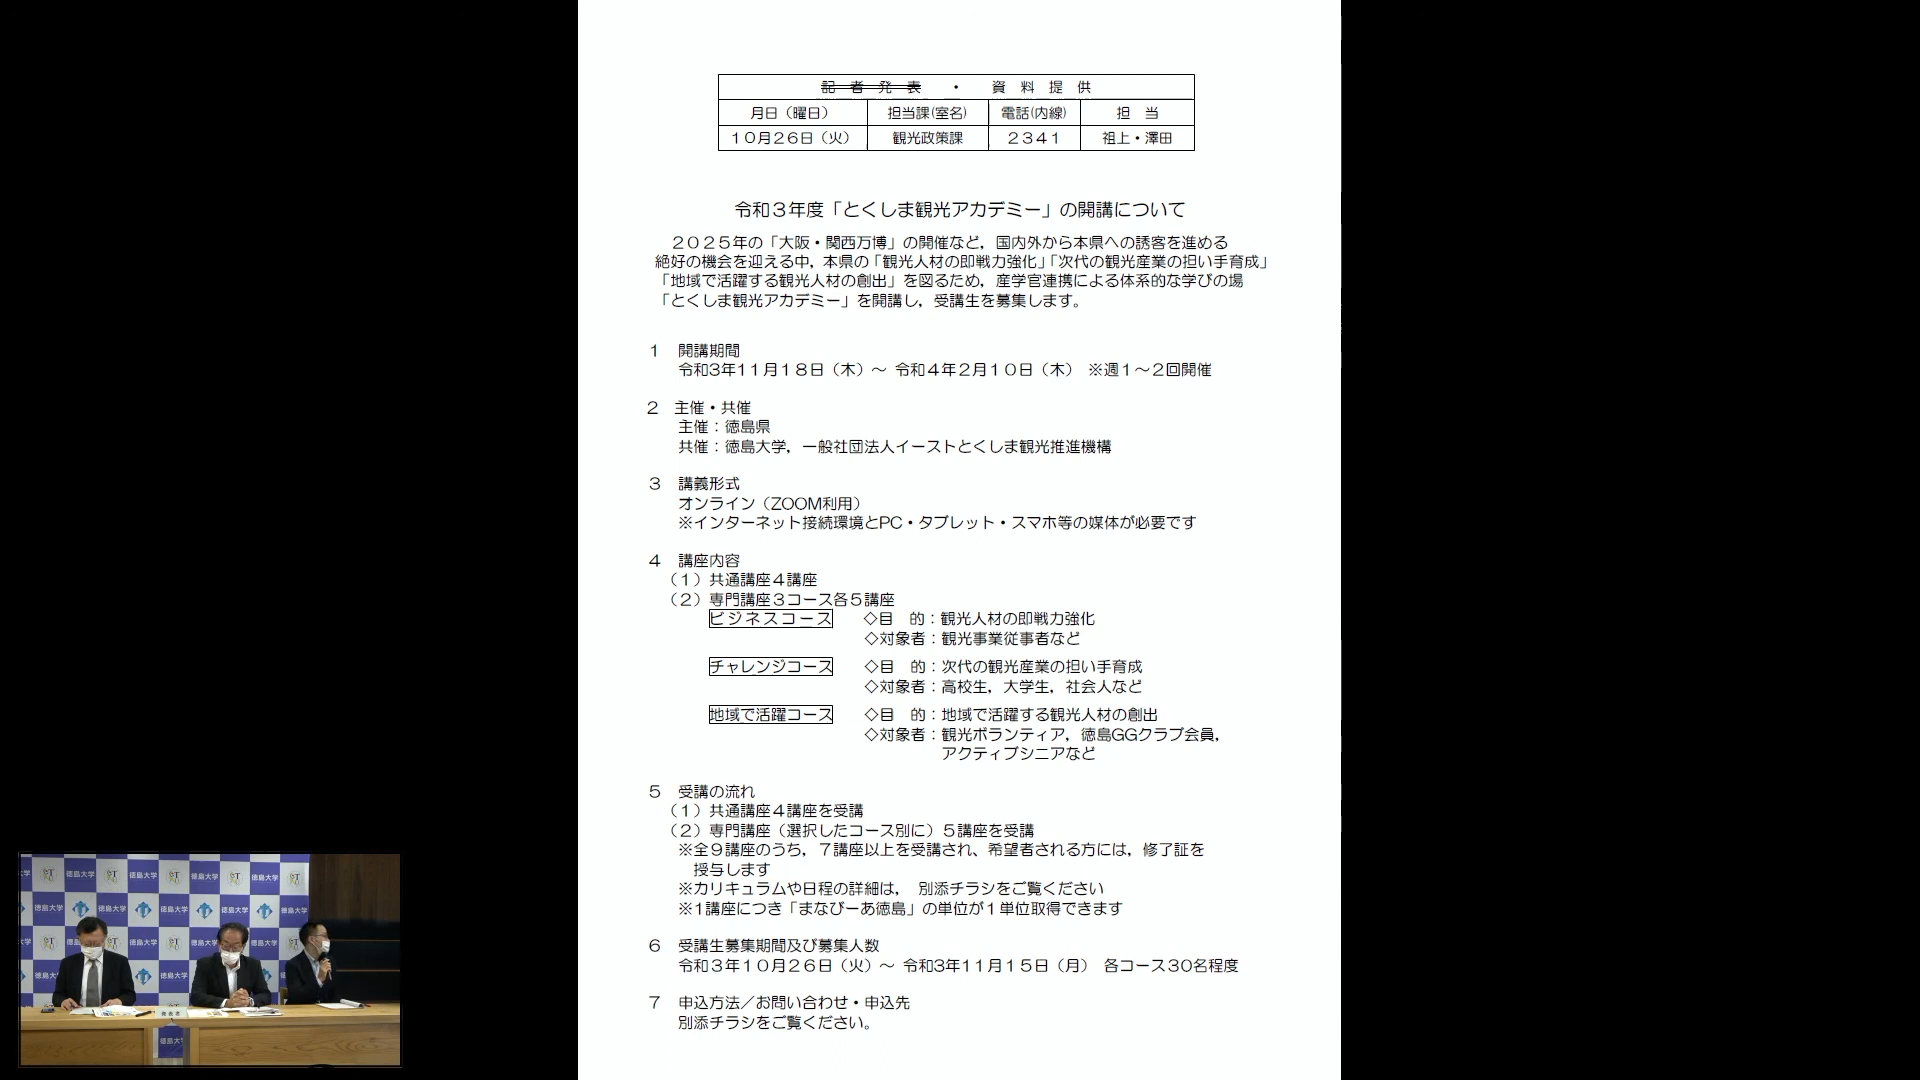 記者発表・資料提供
月日（曜日） 担当課(室名) 電話(内線) 担当
１０月２６日（火） 観光政策課 ２３４１ 祖上・澤田
令和３年度「とくしま観光アカデミー」の開講について
２０２５年の「大阪・関西万博」の開催など，国内外から本県への誘客を進める
絶好の機会を迎える中，本県の「観光人材の即戦力強化」「次代の観光産業の担い手育成」
「地域で活躍する観光人材の創出」を図るため，産学官連携による体系的な学びの場
「とくしま観光アカデミー」を開講し，受講生を募集します。
１ 開講期間
令和3年１１月１８日（木）～ 令和４年２月１０日（木） ※週１～２回開催
２ 主催・共催
主催：徳島県
共催：徳島大学，一般社団法人イーストとくしま観光推進機構
３ 講義形式
オンライン（ZOOM利用）
※インターネット接続環境とPC・タブレット・スマホ等の媒体が必要です
４ 講座内容
（１）共通講座４講座
（２）専門講座３コース各５講座
ビジネスコース ◇目 的：観光人材の即戦力強化
◇対象者：観光事業従事者など
チャレンジコース ◇目 的：次代の観光産業の担い手育成
◇対象者：高校生，大学生，社会人など
地域で活躍コース ◇目 的：地域で活躍する観光人材の創出
◇対象者：観光ボランティア，徳島GGクラブ会員，
アクティブシニアなど
５ 受講の流れ
（１）共通講座４講座を受講
（２）専門講座（選択したコース別に）５講座を受講
※全９講座のうち，７講座以上を受講され、希望者される方には，修了証を
授与します
※カリキュラムや日程の詳細は， 別添チラシをご覧ください
※1講座につき「まなびーあ徳島」の単位が１単位取得できます
６ 受講生募集期間及び募集人数
令和３年１０月２６日（火）～ 令和3年１１月１５日（月） 各コース３０名程度
７ 申込方法／お問い合わせ・申込先
別添チラシをご覧ください。
徳島大学
発表者
徳島大学